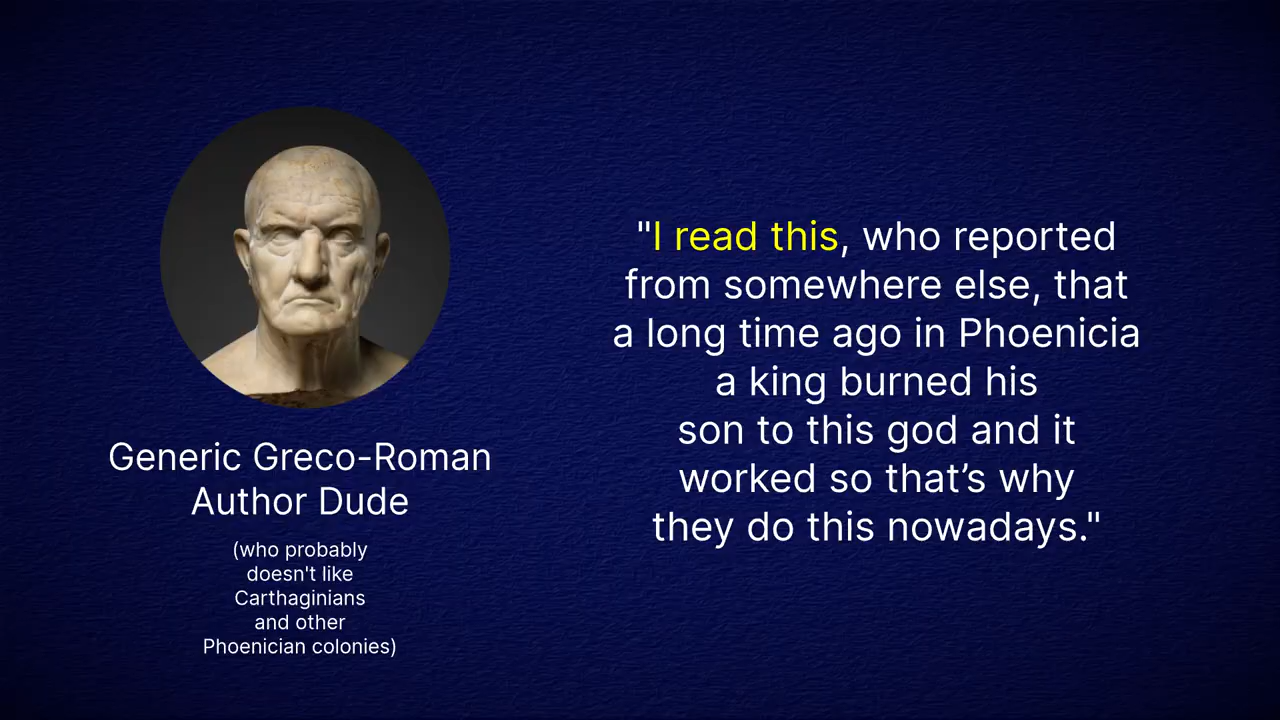 Generic Greco-Roman
Author Dude
(who probably
doesn't like
Carthaginians
and other
Phoenician colonies)
"I read this, who reported
from somewhere else, that
a long time ago in Phoenicia
a king burned his
son to this god and it
worked so that’s why
they do this nowadays."